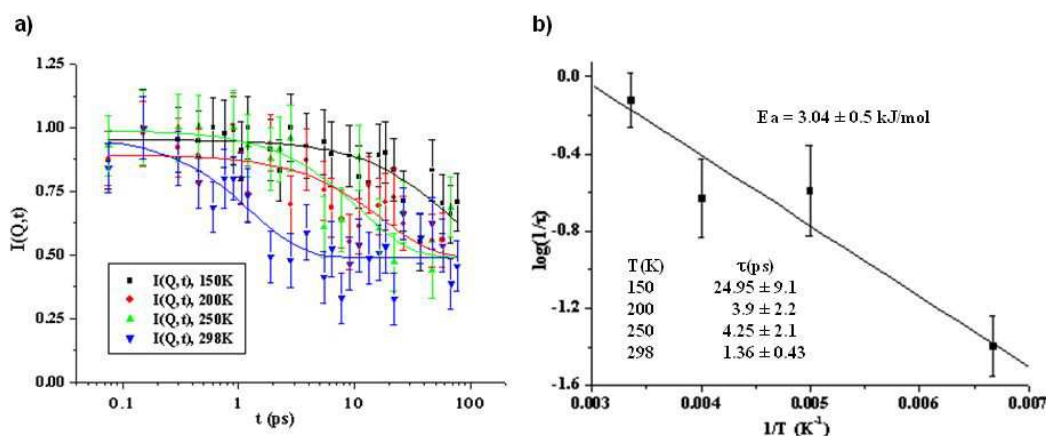 a)
1.25
1.00
0.75
0.50
0.25
0.00
I(Q,t)
I(Q,t), 150K
I(Q,t), 200K
I(Q,t), 250K
I(Q,t), 298K
0.1
1
10
100
t (ps)
b)
0.0
-0.4
-0.8
-1.2
-1.6
log(1/τ)
Ea = 3.04 ± 0.5 kJ/mol
T(K) τ(ps)
150 24.95 ± 9.1
200 3.9 ± 2.2
250 4.25 ± 2.1
298 1.36 ± 0.43
0.003
0.004
0.005
0.006
0.007
1/T (K⁻¹)